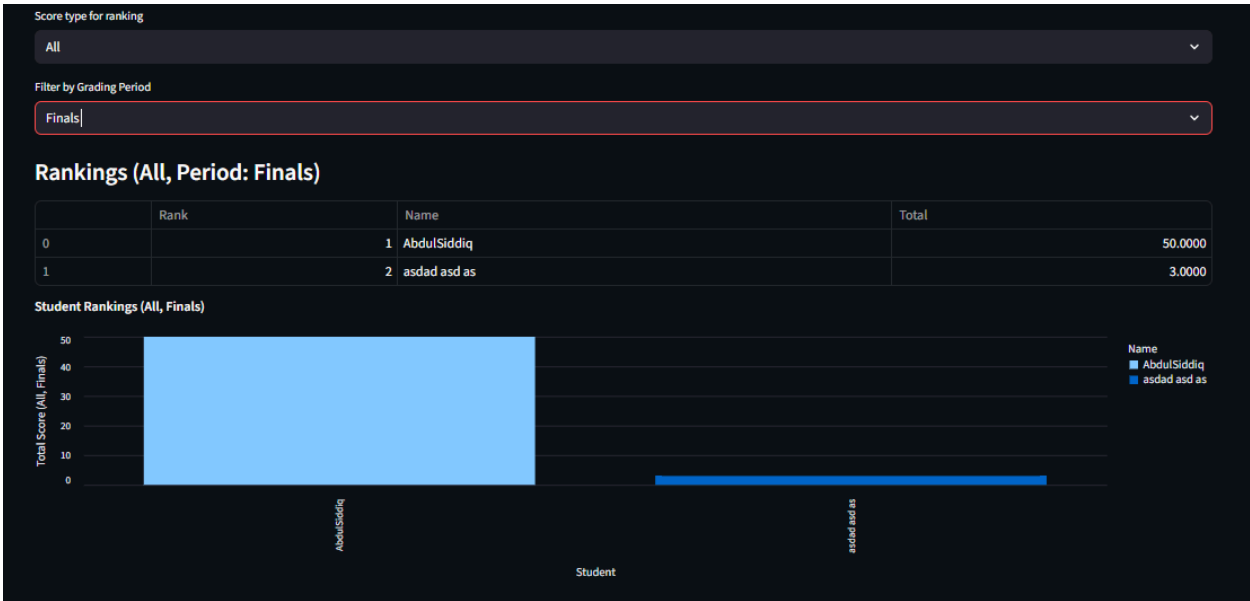 Score type for ranking
All
Filter by Grading Period
Finals
Rankings (All, Period: Finals)
Rank Name Total
0 1 AbdulSiddiq 50.0000
1 2 asdad asd as 3.0000
Student Rankings (All, Finals)
Total Score (All, Finals)
50
40
30
20
10
0
AbdulSiddiq
asdad asd as
Student
Name
AbdulSiddiq
asdad asd as